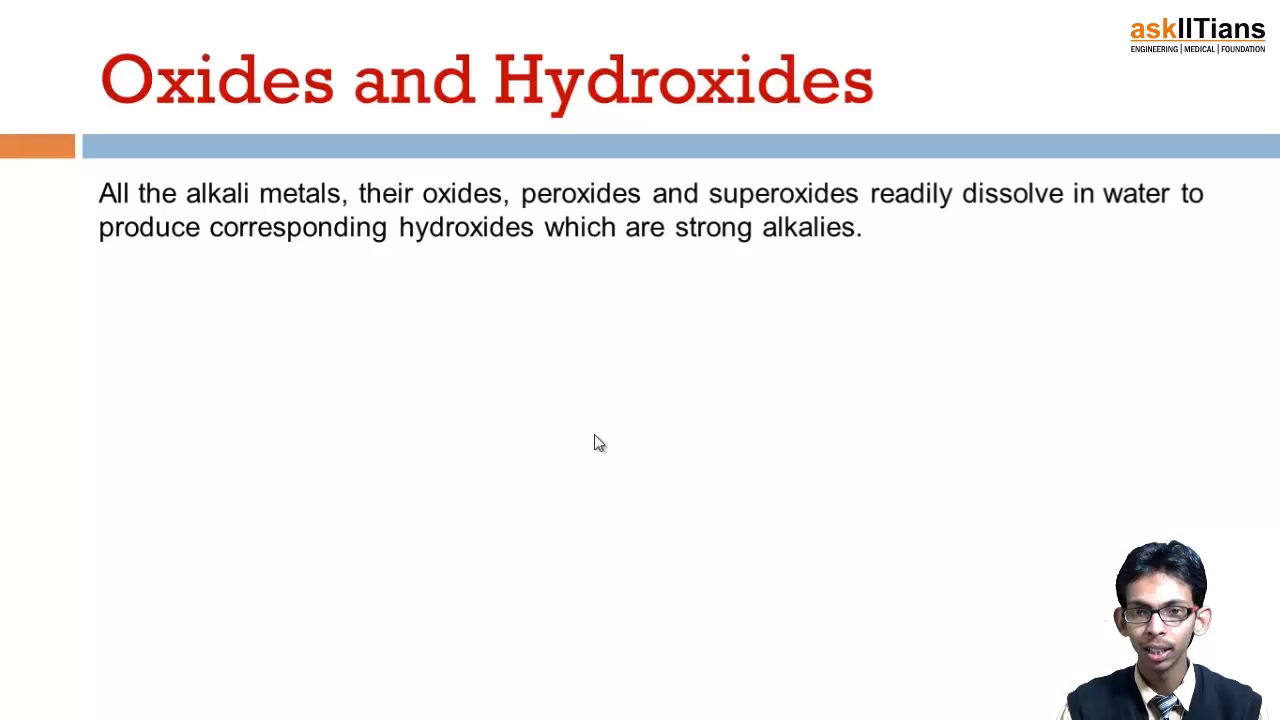 askIITians
ENGINEERING | MEDICAL | FOUNDATION
Oxides and Hydroxides
All the alkali metals, their oxides, peroxides and superoxides readily dissolve in water to
produce corresponding hydroxides which are strong alkalies.